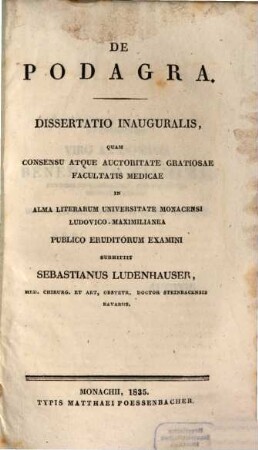 DE
PODAGRA.
DISSERTATIO INAUGURALIS,
QUAM
CONSENSU ATQUE AUCTORITATE GRATIOSAE
FACULTATIS MEDICAE
IN
ALMA LITERARUM UNIVERSITATE MONACENSI
LUDOVICO-MAXIMILIANEA
PUBLICO ERUDITORUM EXAMINI
SUBMITTIT
SEBASTIANUS LUDENHAUSER,
MED. CHIRURG. ET ART. OBSTETR. DOCTOR STEINBACENSIS
BAVARUS.
MONACHII, 1835.
TYPIS MATTHAEI POESSENBACHER.